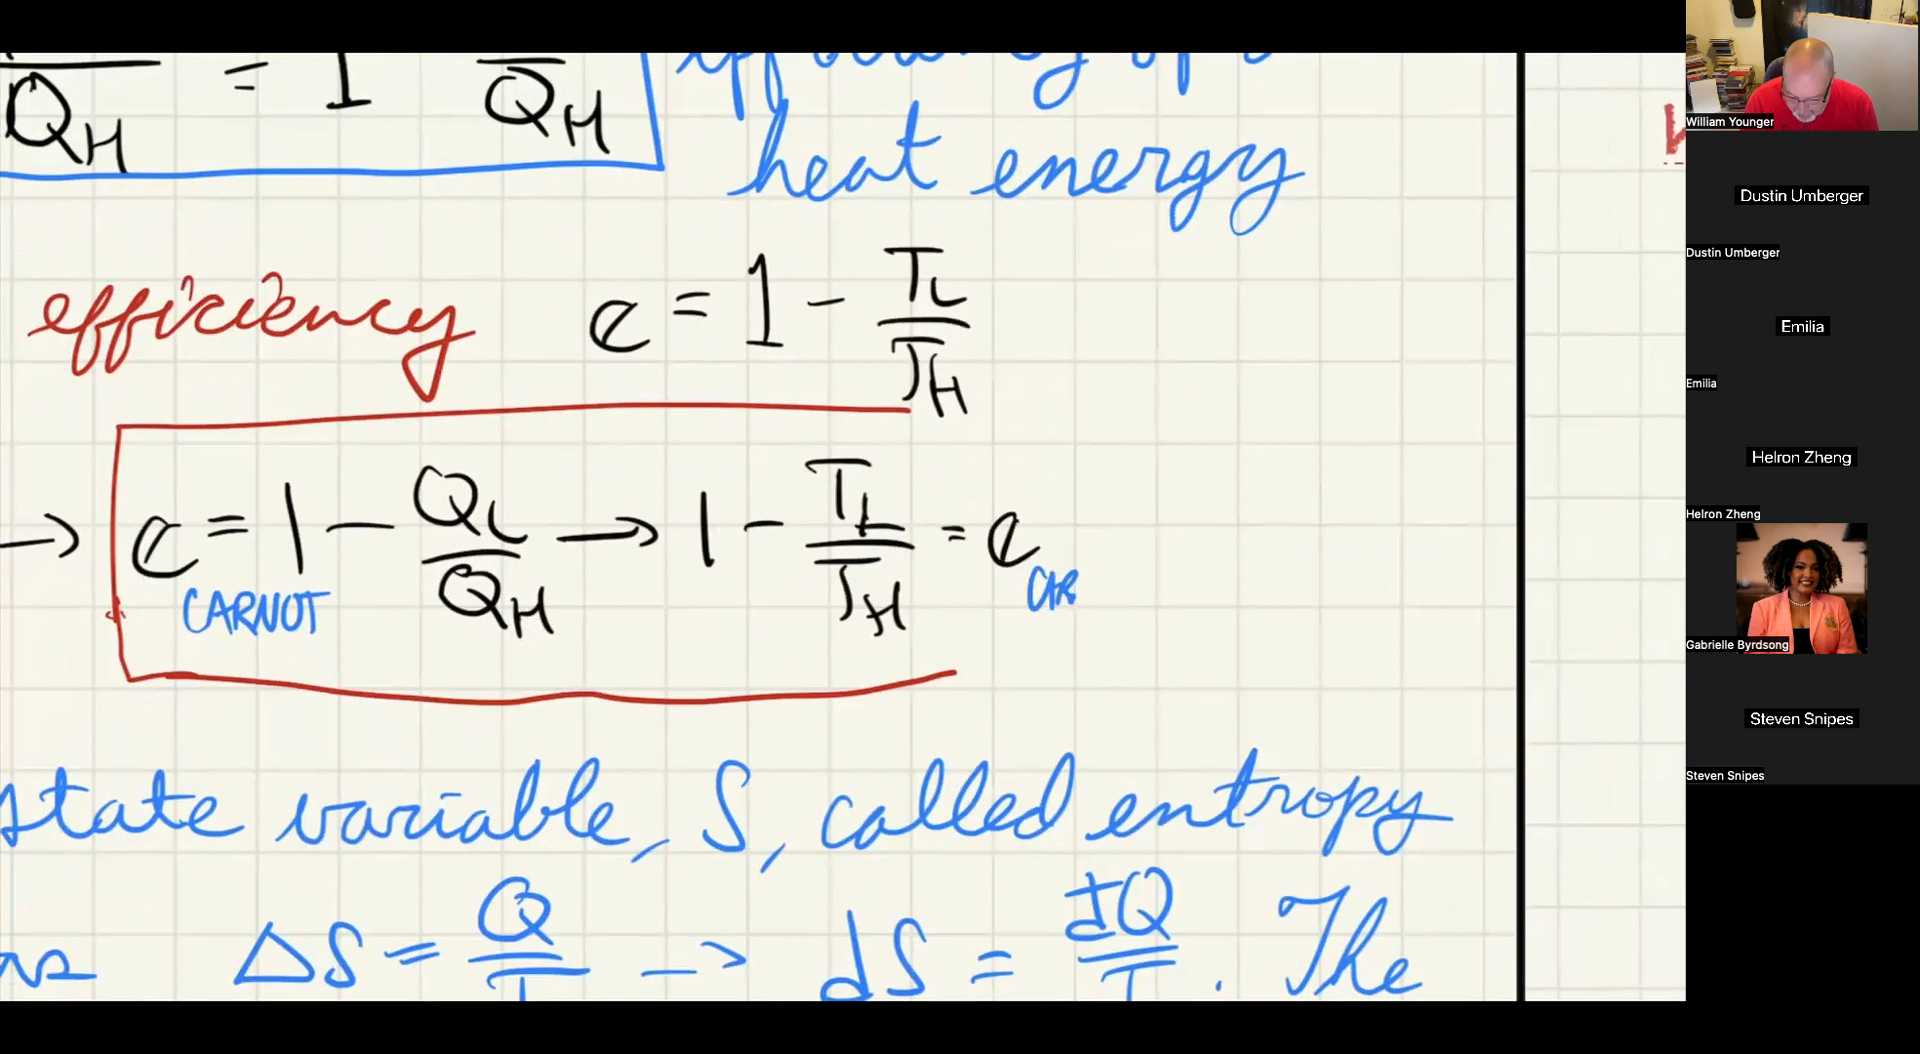 Q_H = 1 Q_H
heat energy
efficiency e = 1 - T_L/T_H
→ e_CARNOT = 1 - Q_L/Q_H → 1 - T_L/T_H = e_CAR
state variable, S, called entropy
ΔS = Q/T → dS = đQ/T. The
William Younger
Dustin Umberger
Dustin Umberger
Emilia
Emilia
Helron Zheng
Helron Zheng
Gabrielle Byrdsong
Steven Snipes
Steven Snipes